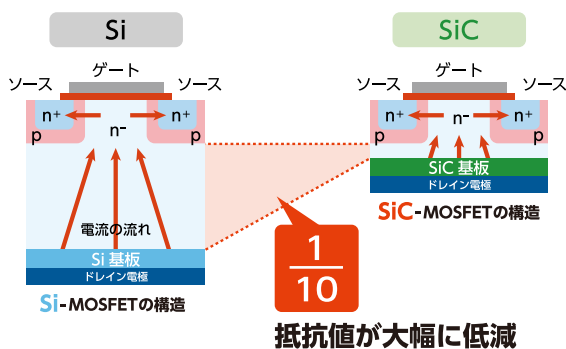 Si
SiC
ソース
ゲート
ソース
n+
n-
n+
p
p
電流の流れ
Si 基板
ドレイン電極
Si-MOSFETの構造
ソース
ゲート
ソース
n+
n-
n+
p
p
SiC 基板
ドレイン電極
SiC-MOSFETの構造
1
10
抵抗値が大幅に低減